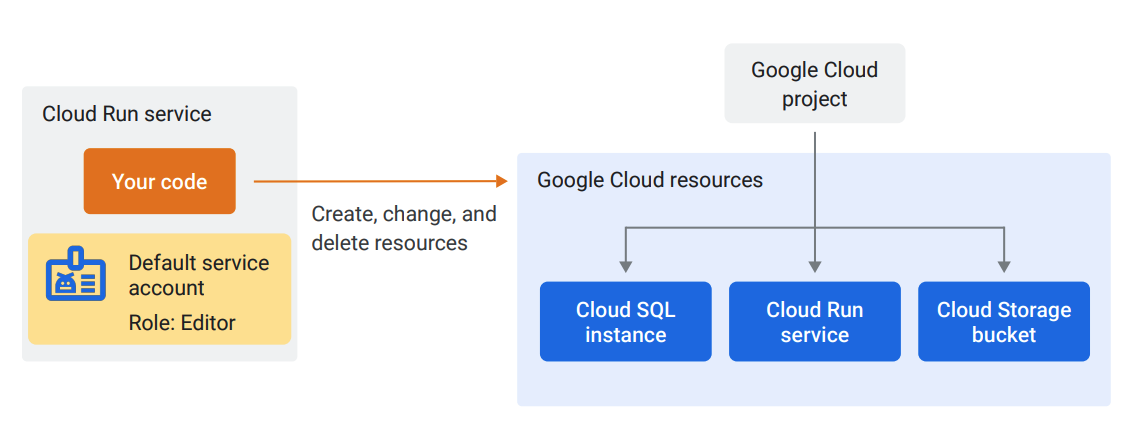 Cloud Run service
Your code
Default service
account
Role: Editor
Create, change, and
delete resources
Google Cloud
project
Google Cloud resources
Cloud SQL
instance
Cloud Run
service
Cloud Storage
bucket